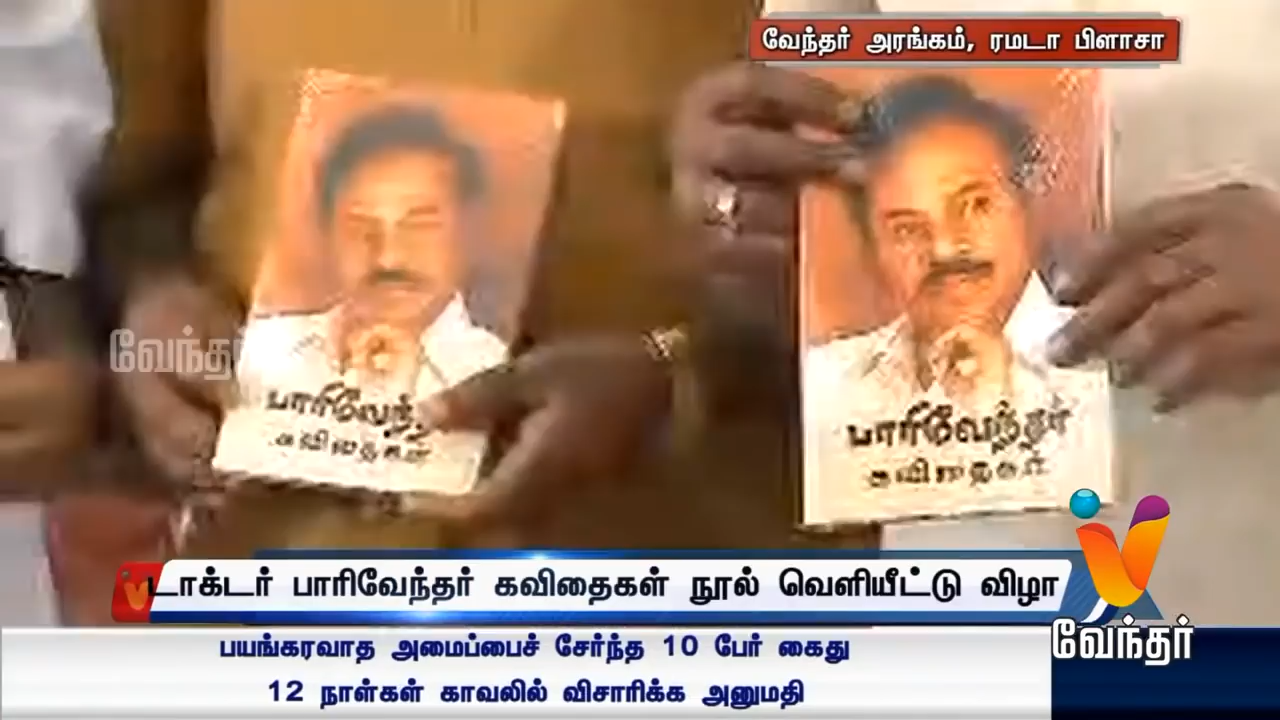 வேந்தர் அரங்கம், ரமடா பிளாசா
வேந்தர்
பாரிவேந்
கவிதைகள்
பாரிவேந்தர்
கவிதைகள்
டாக்டர் பாரிவேந்தர் கவிதைகள் நூல் வெளியீட்டு விழா
வேந்தர்
பயங்கரவாத அமைப்பைச் சேர்ந்த 10 பேர் கைது
12 நாள்கள் காவலில் விசாரிக்க அனுமதி